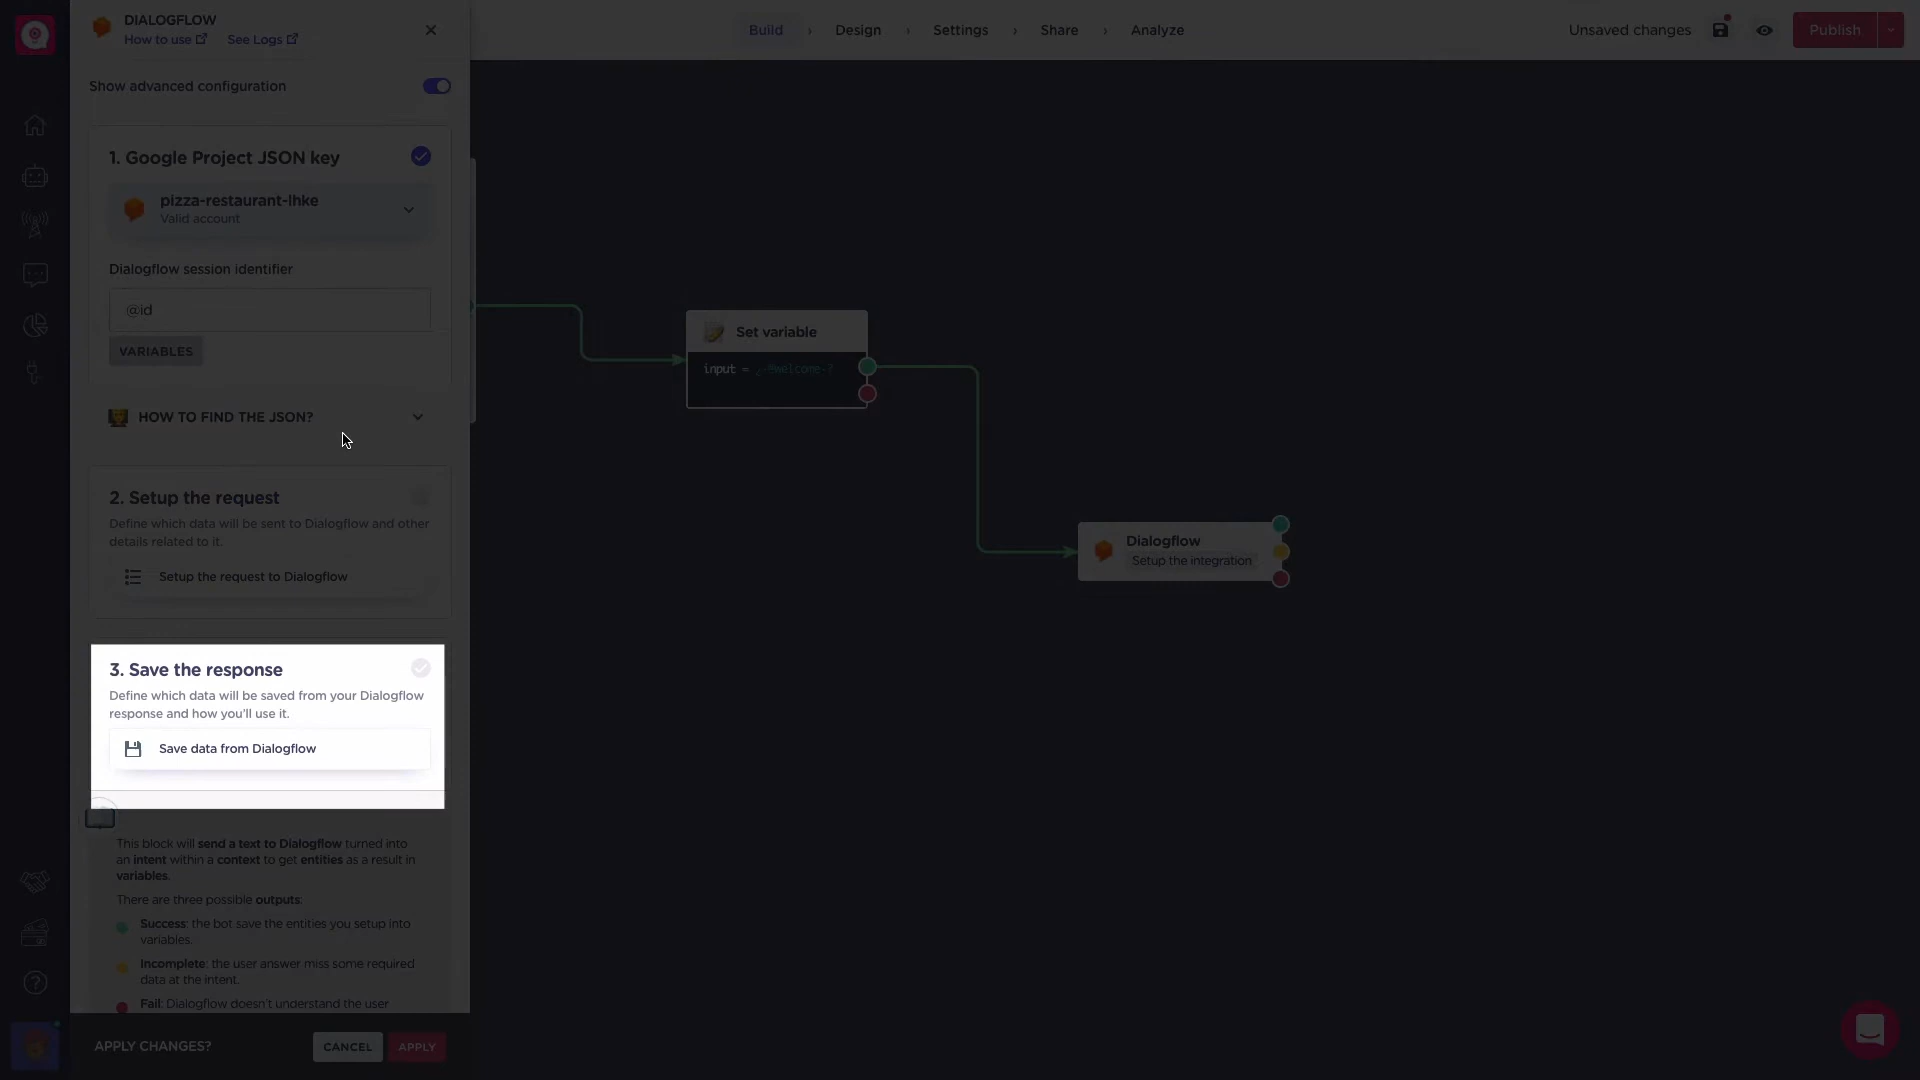 DIALOGFLOW
How to use
See Logs
Build
Design
Settings
Share
Analyze
Unsaved changes
Publish
Show advanced configuration
1. Google Project JSON key
pizza-restaurant-lhke
Valid account
Dialogflow session identifier
@id
VARIABLES
HOW TO FIND THE JSON?
2. Setup the request
Define which data will be sent to Dialogflow and other
details related to it.
Setup the request to Dialogflow
3. Save the response
Define which data will be saved from your Dialogflow
response and how you'll use it.
Save data from Dialogflow
This block will send a text to Dialogflow turned into
an intent within a context to get entities as a result in
variables.
There are three possible outputs:
Success: the bot save the entities you setup into
variables.
Incomplete: the user answer miss some required
data at the intent.
Fail: Dialogflow doesn't understand the user
APPLY CHANGES?
CANCEL
APPLY
Set variable
input =
Dialogflow
Setup the integration